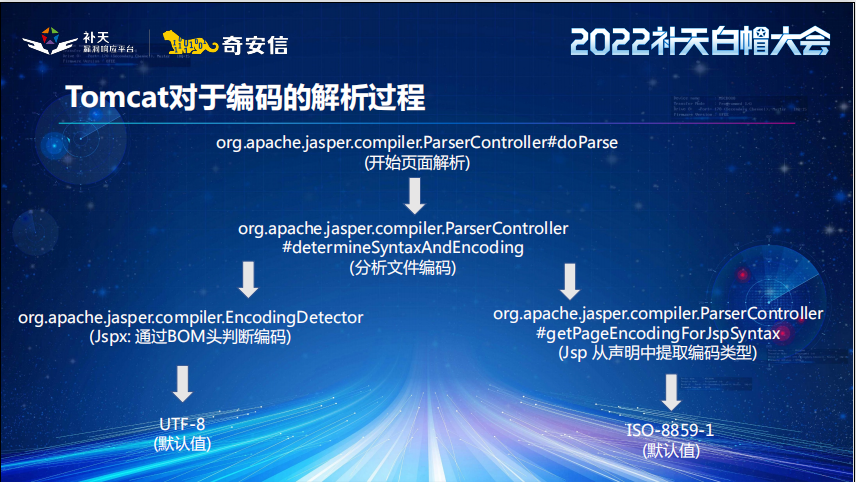 补天
漏洞响应平台
奇安信
2022补天白帽大会
Tomcat对于编码的解析过程
org.apache.jasper.compiler.ParserController#doParse
(开始页面解析)
org.apache.jasper.compiler.ParserController
#determineSyntaxAndEncoding
(分析文件编码)
org.apache.jasper.compiler.EncodingDetector
(Jspx: 通过BOM头判断编码)
org.apache.jasper.compiler.ParserController
#getPageEncodingForJspSyntax
(Jsp 从声明中提取编码类型)
UTF-8
(默认值)
ISO-8859-1
(默认值)